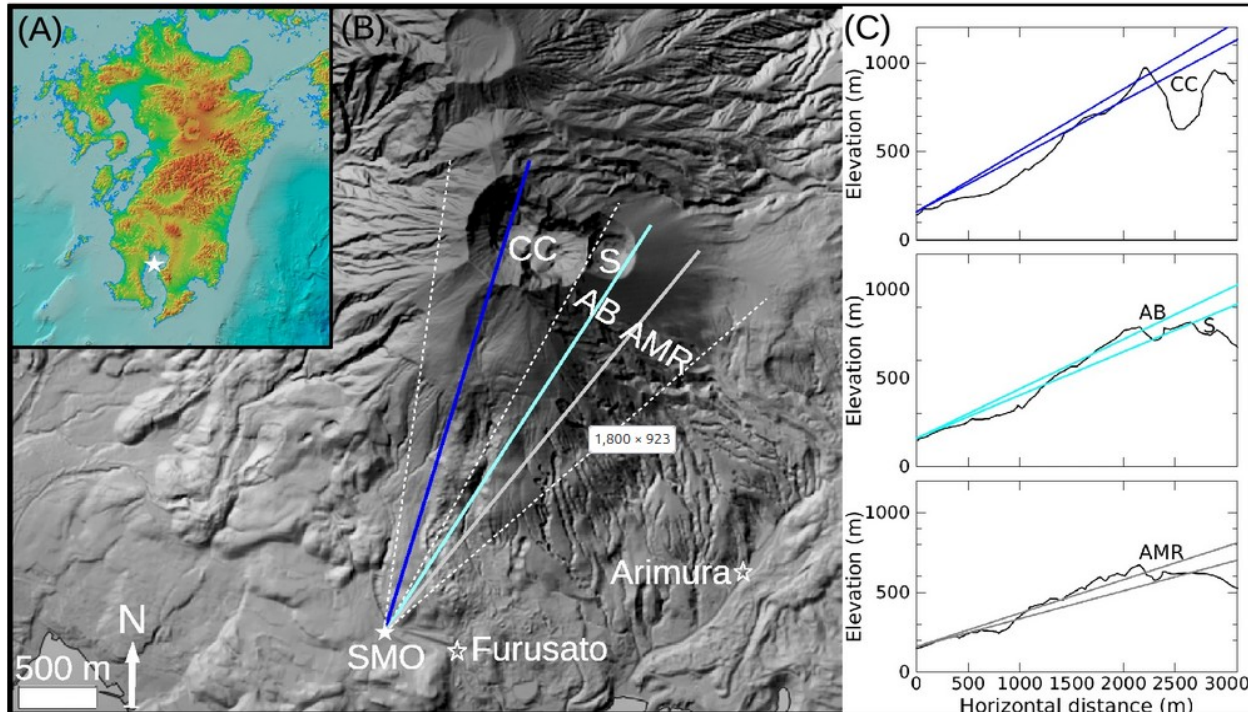 (A)
(B)
CC
S
AB AMR
1,800 × 923
Arimura
Furusato
SMO
N
500 m
(C)
Elevation (m)
1000
500
0
CC
Elevation (m)
1000
500
0
AB
S
Elevation (m)
1000
500
0
AMR
0 500 1000 1500 2000 2500 3000
Horizontal distance (m)